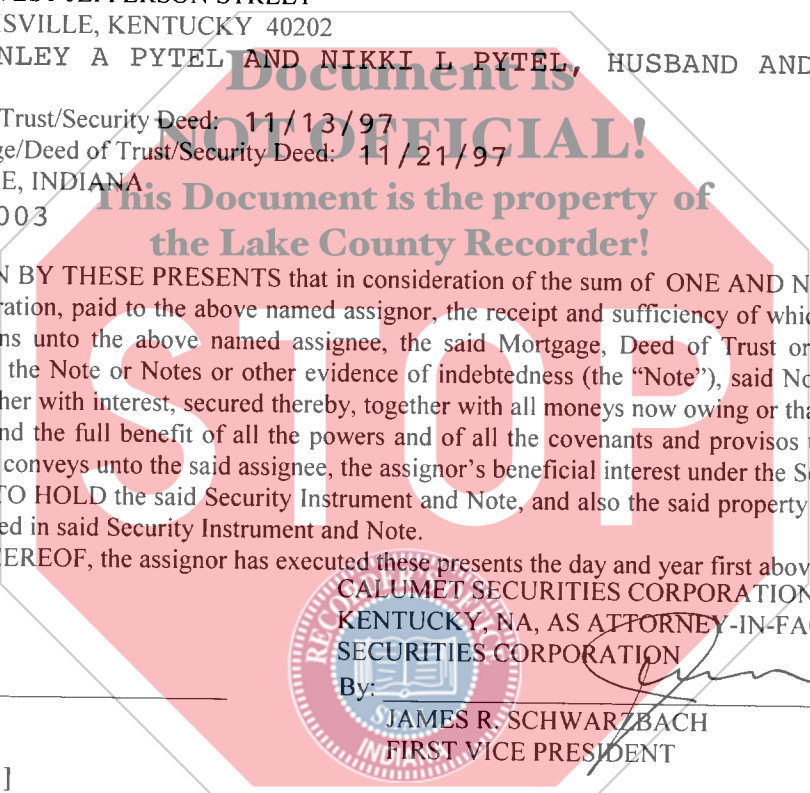 JEFFERSON STREET
SVILLE, KENTUCKY 40202
NLEY A PYTEL AND NIKKI L PYTEL, HUSBAND AND
Document is
Trust/Security Deed: 11/13/97
NOT OFFICIAL!
ge/Deed of Trust/Security Deed: 11/21/97
E, INDIANA
This Document is the property of
003
the Lake County Recorder!
N BY THESE PRESENTS that in consideration of the sum of ONE AND N
ration, paid to the above named assignor, the receipt and sufficiency of whic
ns unto the above named assignee, the said Mortgage, Deed of Trust or
the Note or Notes or other evidence of indebtedness (the “Note”), said No
her with interest, secured thereby, together with all moneys now owing or tha
nd the full benefit of all the powers and of all the covenants and provisos
conveys unto the said assignee, the assignor’s beneficial interest under the Se
TO HOLD the said Security Instrument and Note, and also the said property
ed in said Security Instrument and Note.
STOP
EREOF, the assignor has executed these presents the day and year first abov
CALUMET SECURITIES CORPORATION
KENTUCKY, NA, AS ATTORNEY-IN-FA
SECURITIES CORPORATION
By:
JAMES R. SCHWARZBACH
FIRST VICE PRESIDENT
RECORDER'S
SEAL
INDIANA
]